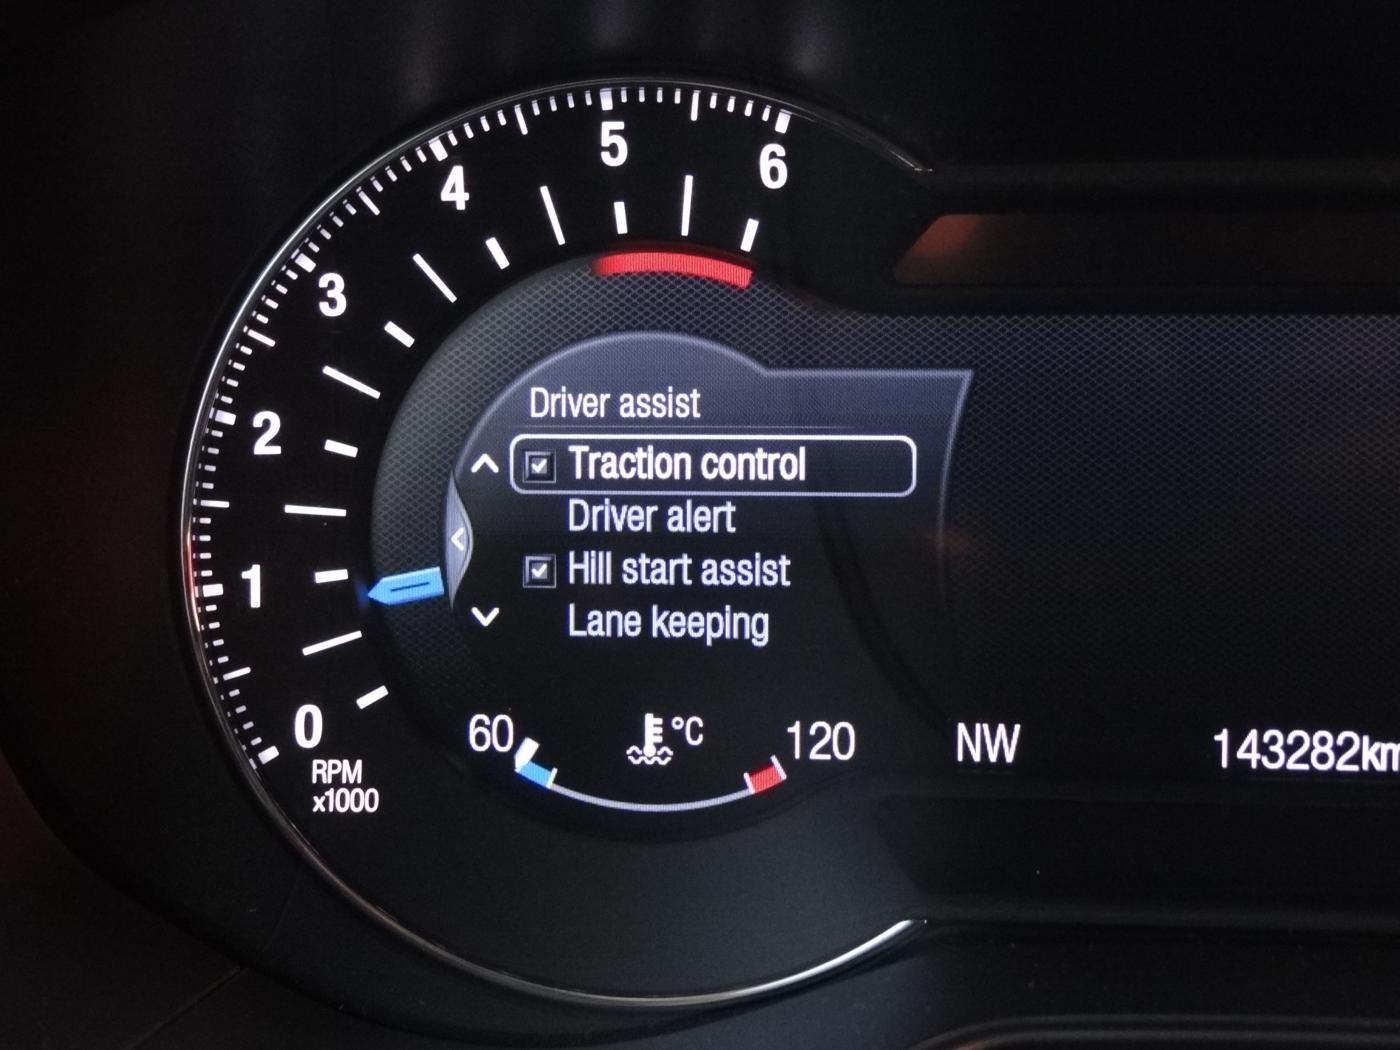 6
5
4
3
2
1
0
RPM
x1000
Driver assist
Traction control
Driver alert
Hill start assist
Lane keeping
60
°C
120
NW
143282km